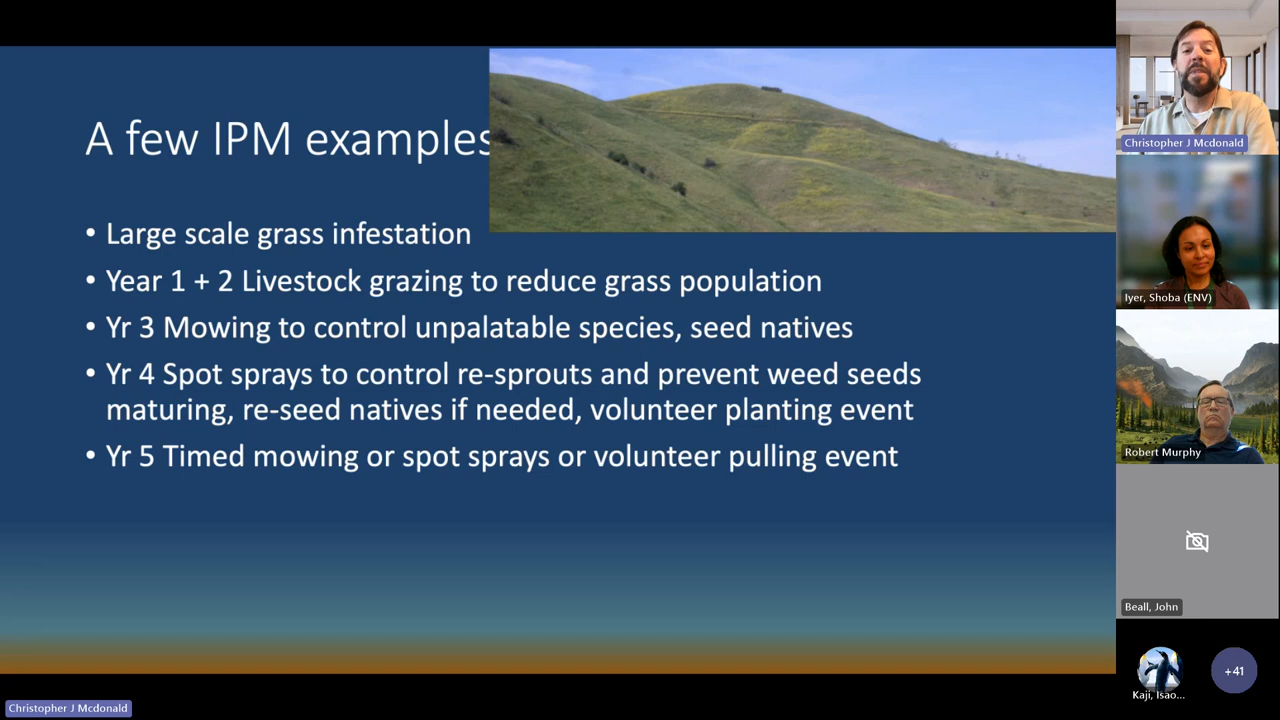 A few IPM examples
• Large scale grass infestation
• Year 1 + 2 Livestock grazing to reduce grass population
• Yr 3 Mowing to control unpalatable species, seed natives
• Yr 4 Spot sprays to control re-sprouts and prevent weed seeds
maturing, re-seed natives if needed, volunteer planting event
• Yr 5 Timed mowing or spot sprays or volunteer pulling event
Christopher J Mcdonald
Iyer, Shoba (ENV)
Robert Murphy
Beall, John
Kaji, Isao...
+41
Christopher J Mcdonald